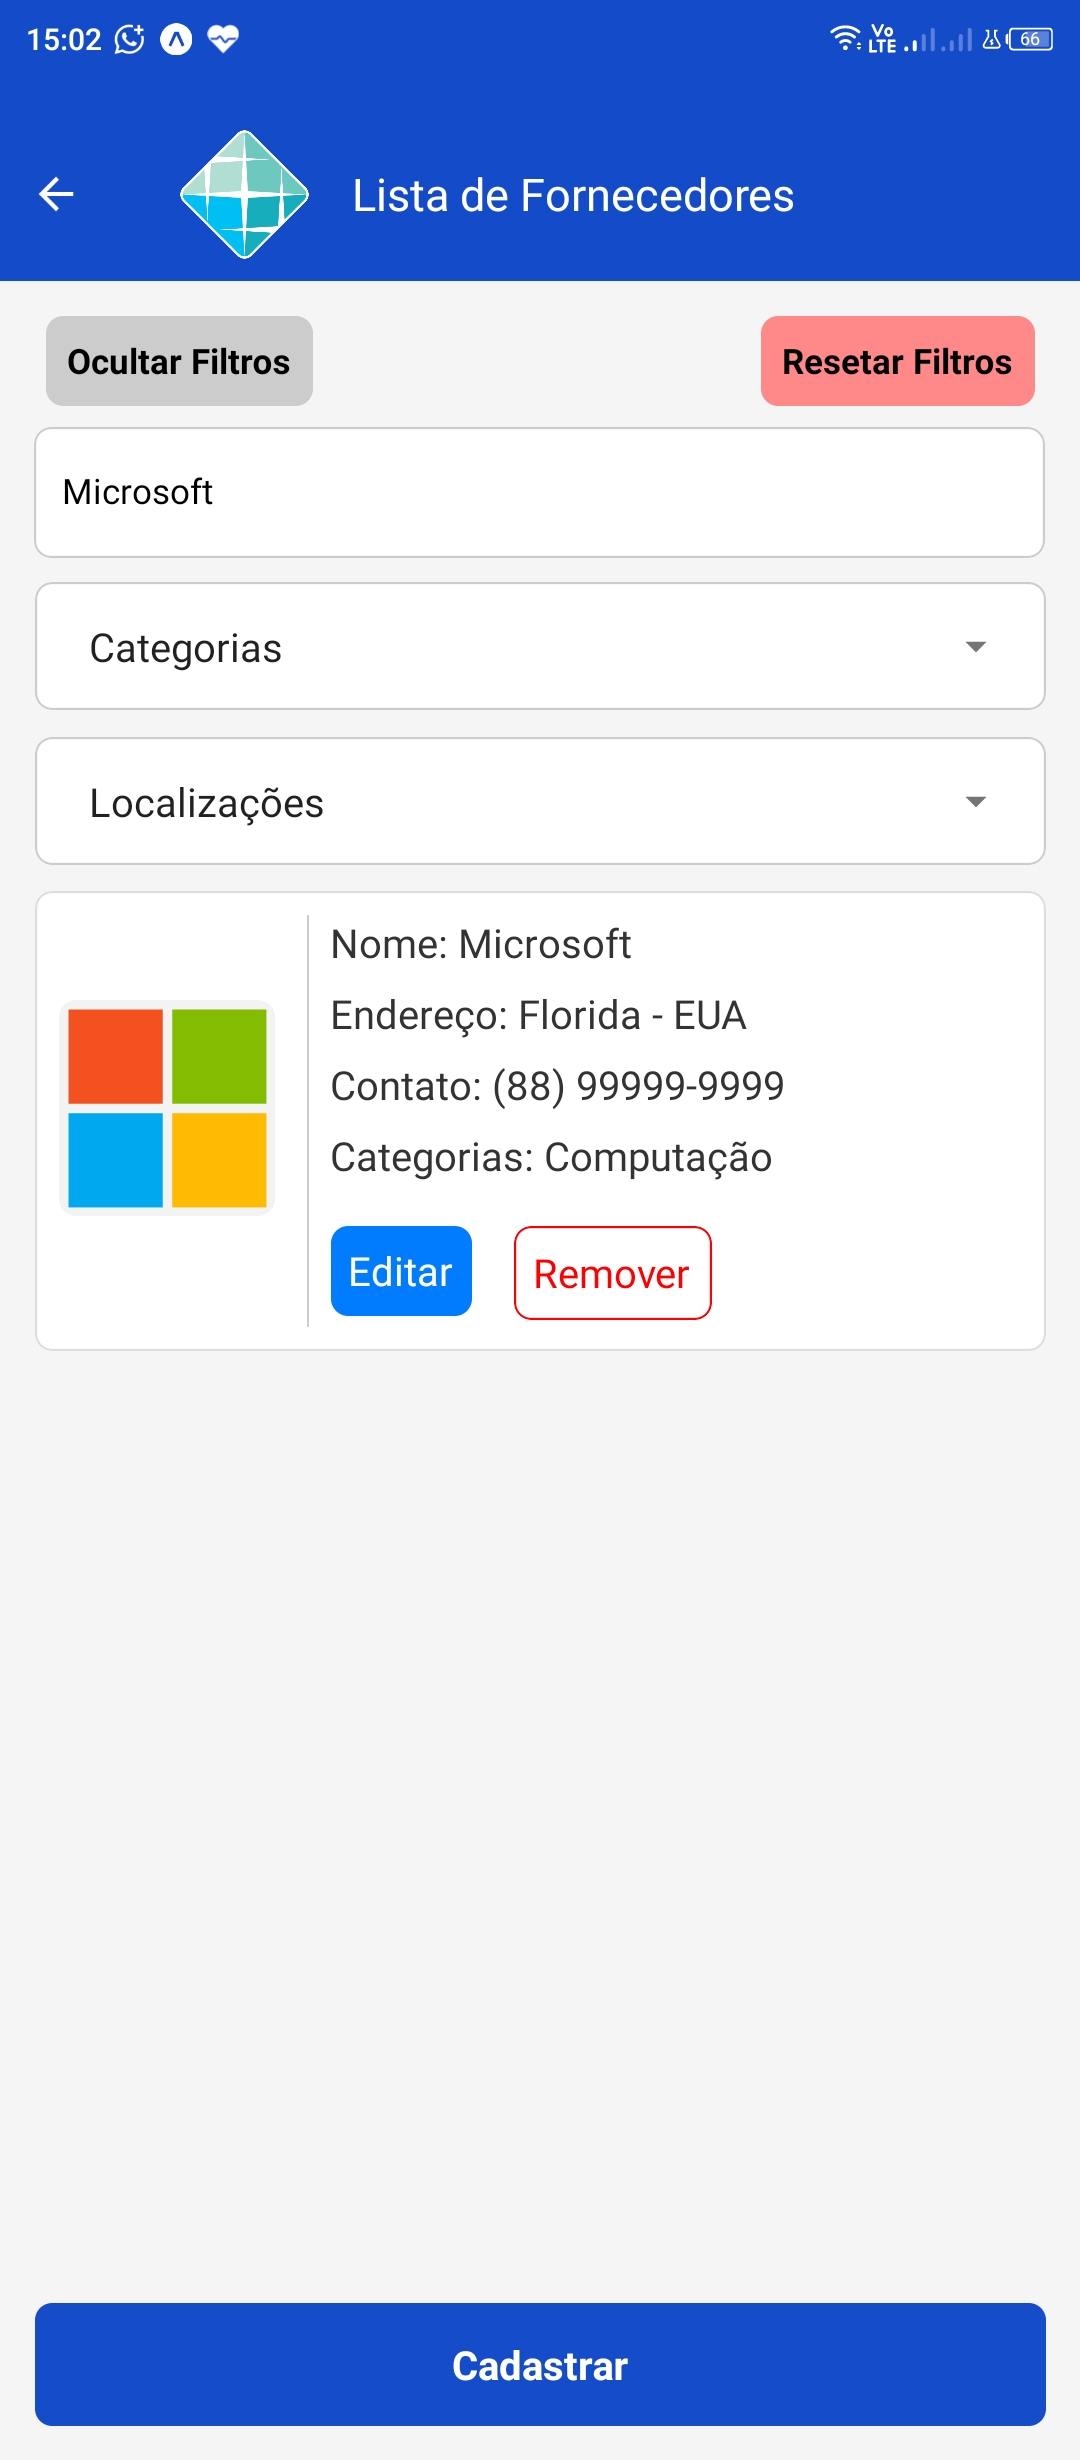 15:02
Vo
LTE
66
Lista de Fornecedores
Ocultar Filtros
Resetar Filtros
Microsoft
Categorias
Localizações
Nome: Microsoft
Endereço: Florida - EUA
Contato: (88) 99999-9999
Categorias: Computação
Editar
Remover
Cadastrar